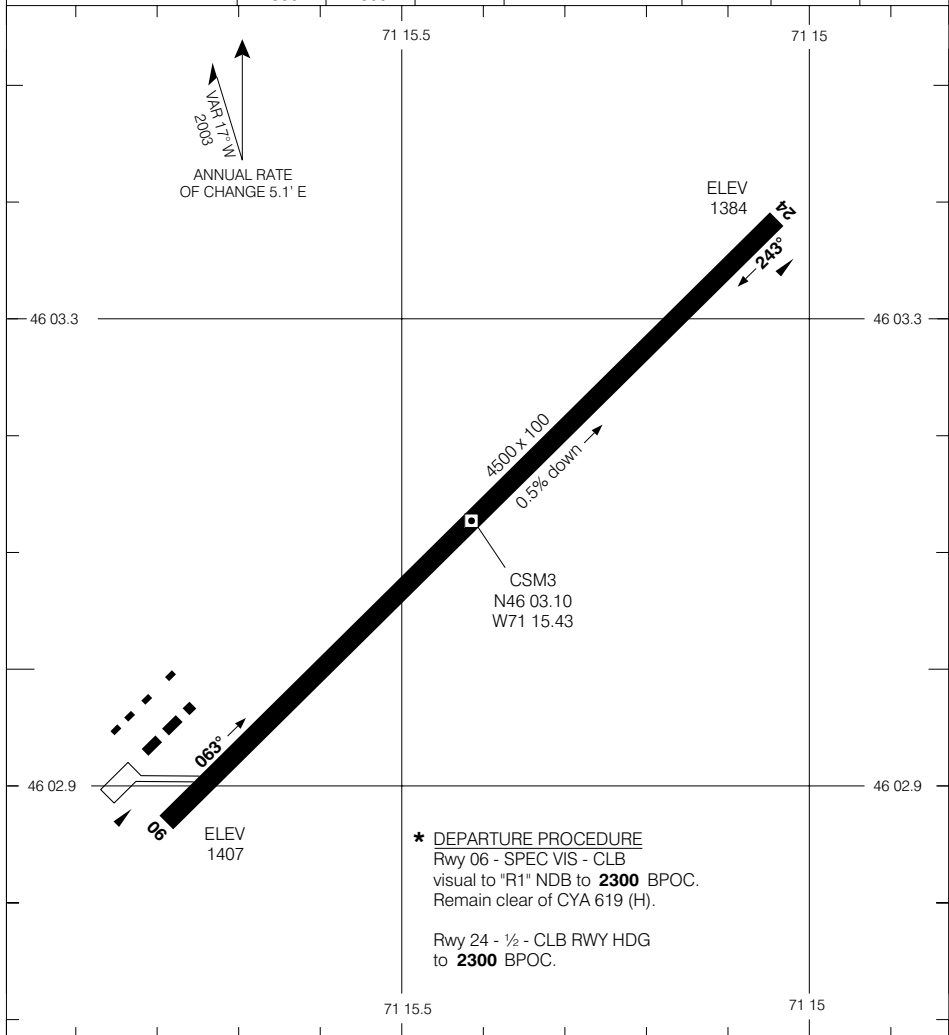 71 15.5
71 15
VAR 17° W
2003
ANNUAL RATE
OF CHANGE 5.1' E
ELEV
1384
24
243°
46 03.3
46 03.3
4500 x 100
0.5% down
CSM3
N46 03.10
W71 15.43
063°
46 02.9
46 02.9
06
ELEV
1407
* DEPARTURE PROCEDURE
Rwy 06 - SPEC VIS - CLB
visual to "R1" NDB to 2300 BPOC.
Remain clear of CYA 619 (H).
Rwy 24 - ½ - CLB RWY HDG
to 2300 BPOC.
71 15.5
71 15